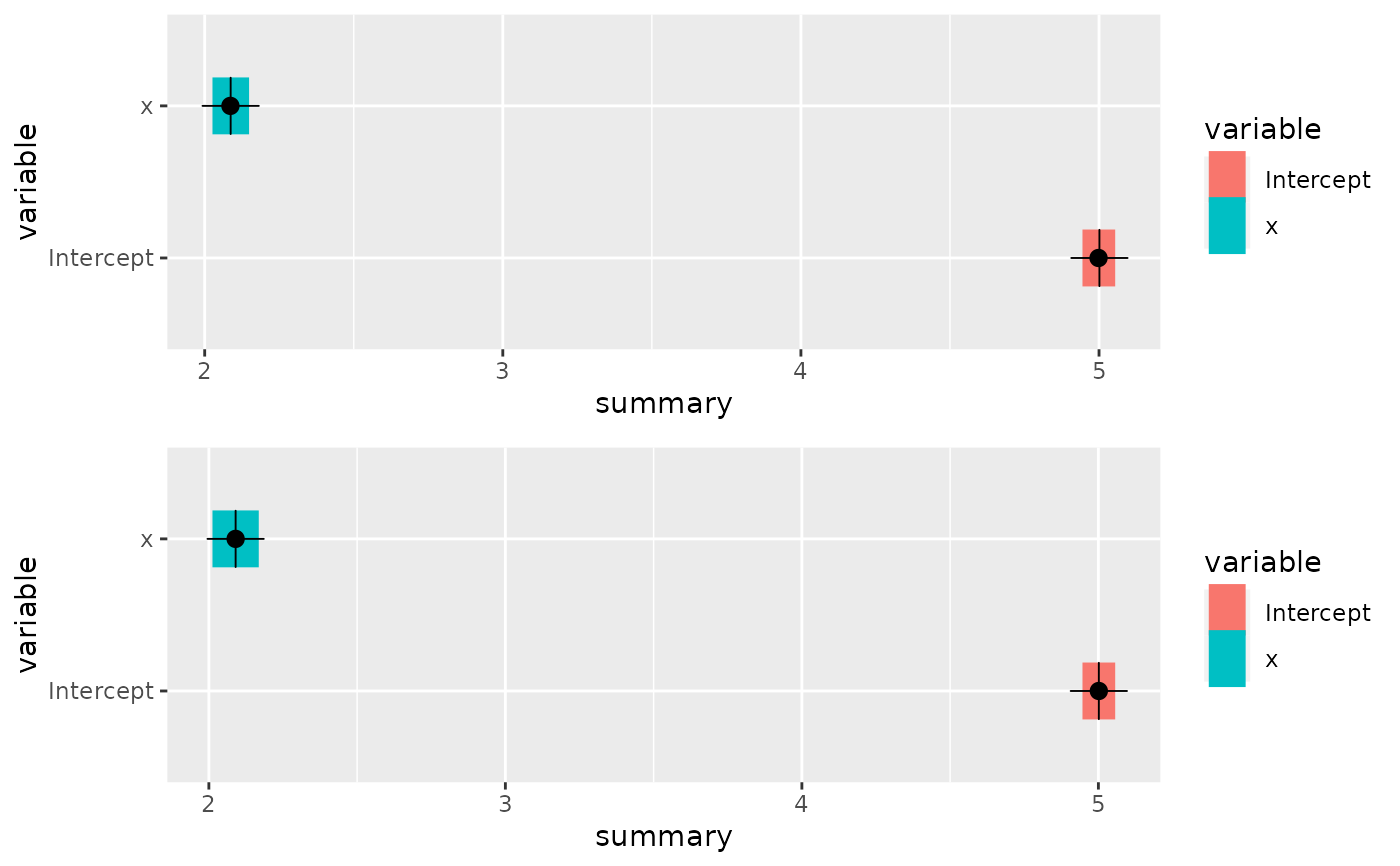 variable
x
Intercept
2 3 4 5
summary
variable
Intercept
x
variable
x
Intercept
2 3 4 5
summary
variable
Intercept
x